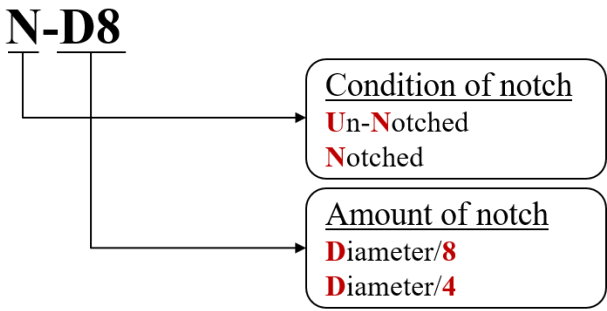 N-D8
Condition of notch
Un-Notched
Notched
Amount of notch
Diameter/8
Diameter/4